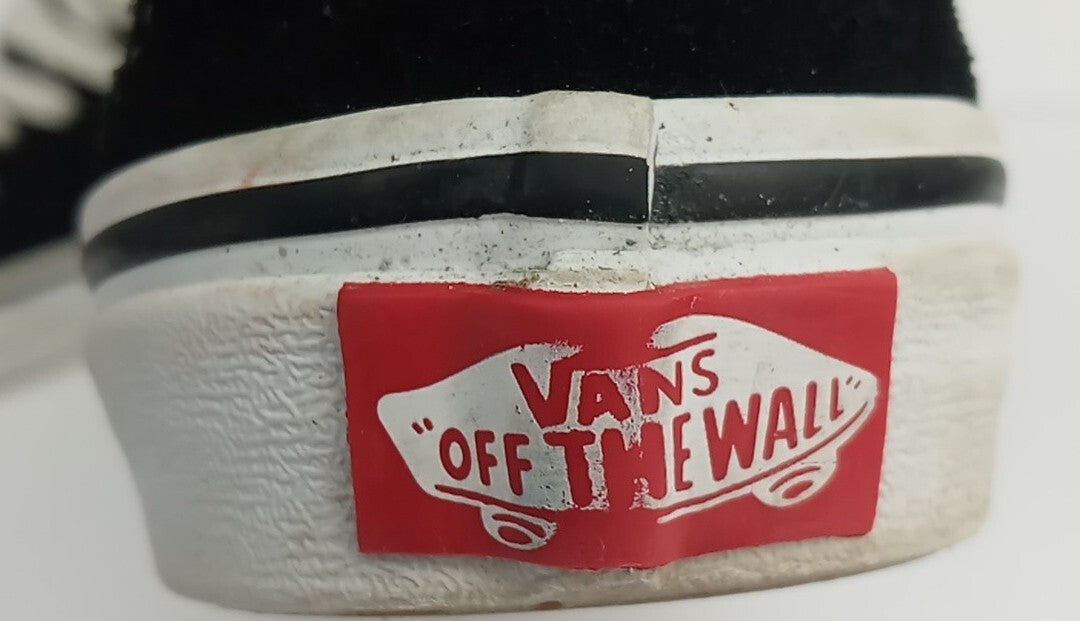 VANS
"OFF THE WALL"